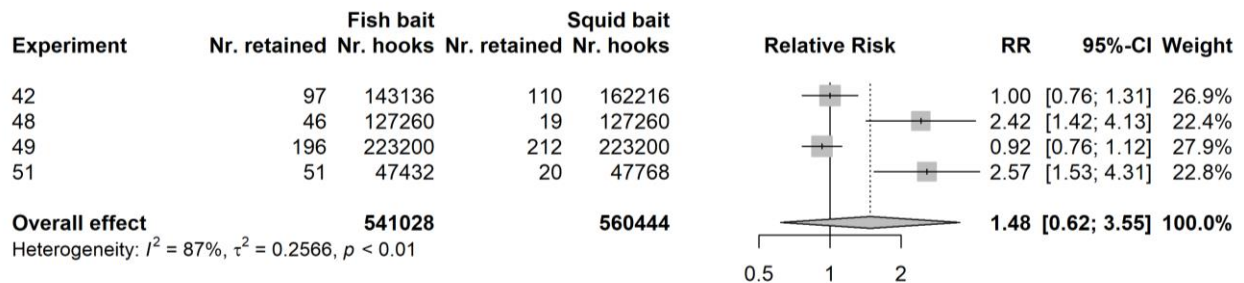 Fish bait Squid bait
Experiment Nr. retained Nr. hooks Nr. retained Nr. hooks Relative Risk RR 95%-CI Weight
42 97 143136 110 162216 1.00 [0.76; 1.31] 26.9%
48 46 127260 19 127260 2.42 [1.42; 4.13] 22.4%
49 196 223200 212 223200 0.92 [0.76; 1.12] 27.9%
51 51 47432 20 47768 2.57 [1.53; 4.31] 22.8%
Overall effect 541028 560444 1.48 [0.62; 3.55] 100.0%
Heterogeneity: I² = 87%, τ² = 0.2566, p < 0.01
0.5 1 2